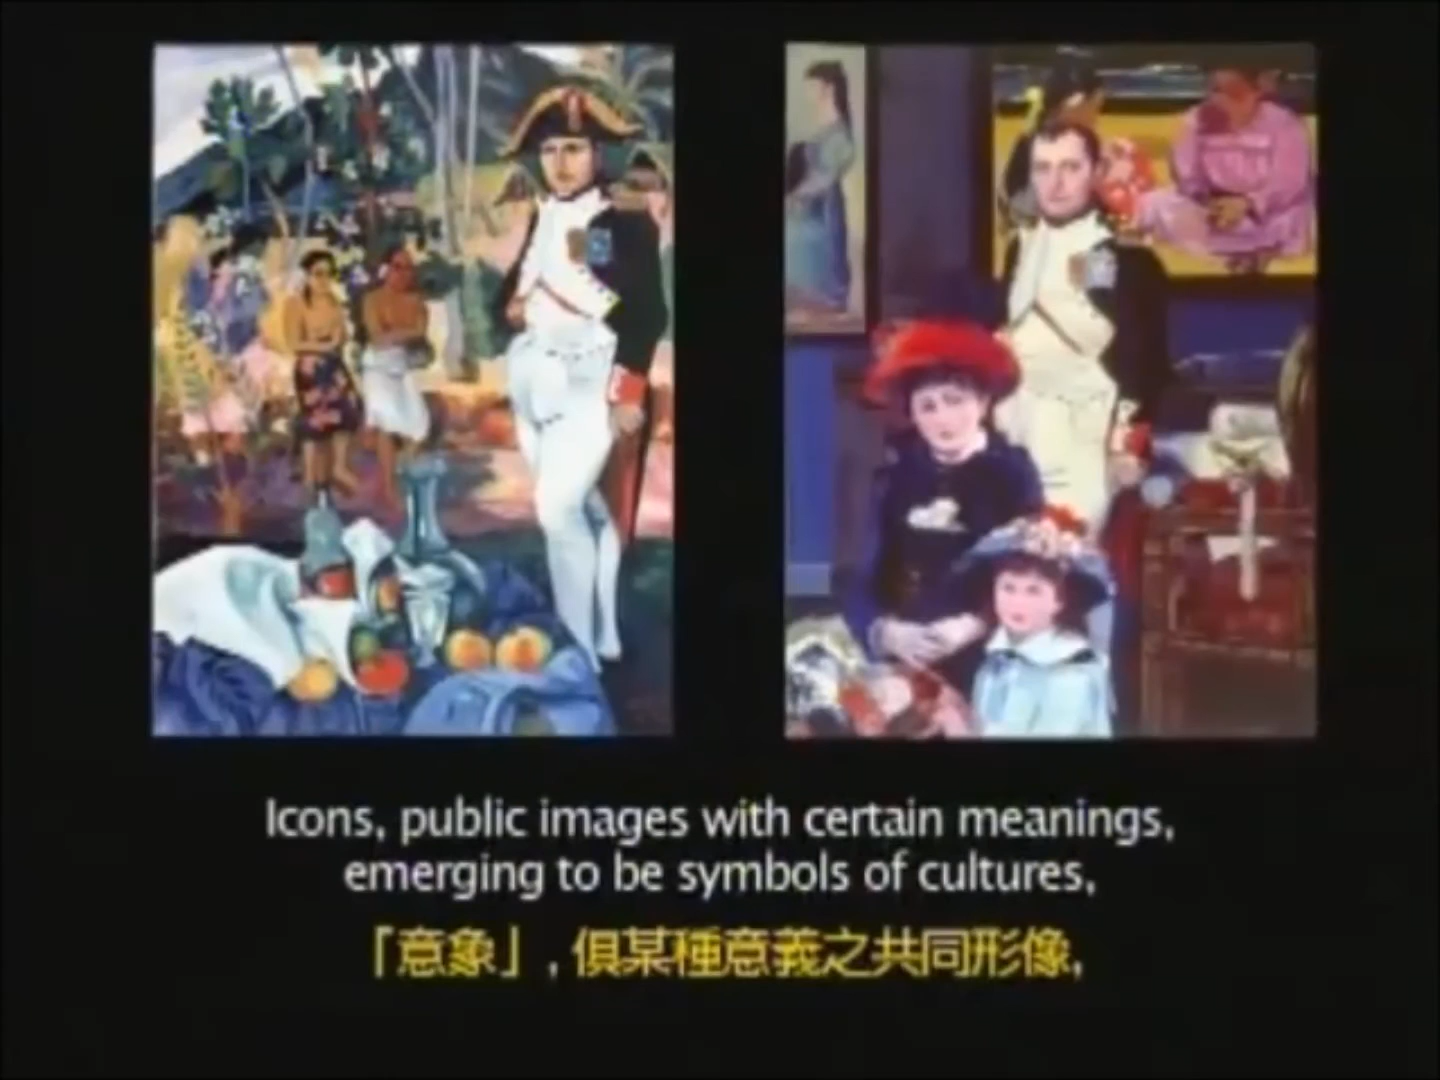 Icons, public images with certain meanings,
emerging to be symbols of cultures,
「意象」, 俱某種意義之共同形像,